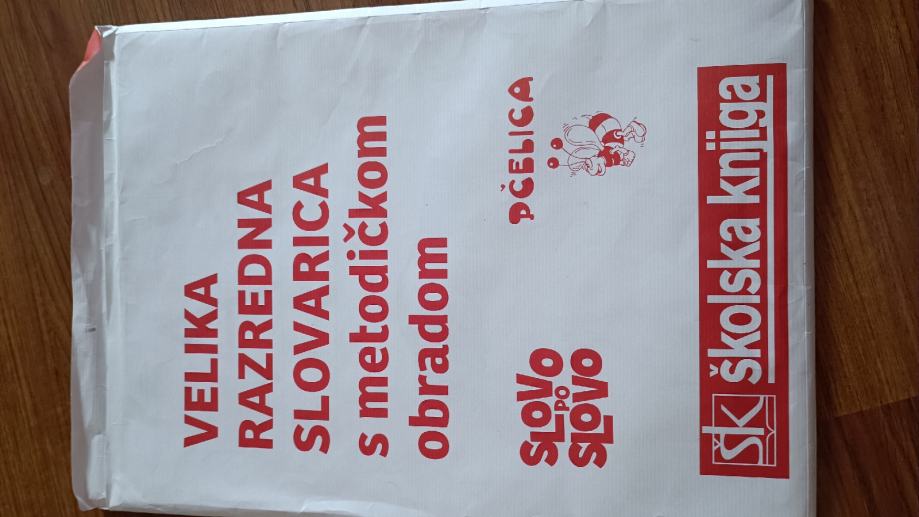 VELIKA
RAZREDNA
SLOVARICA
s metodičkom
obradom
SLOVO
PO
SLOVO
PČELICA
šk školska knjiga